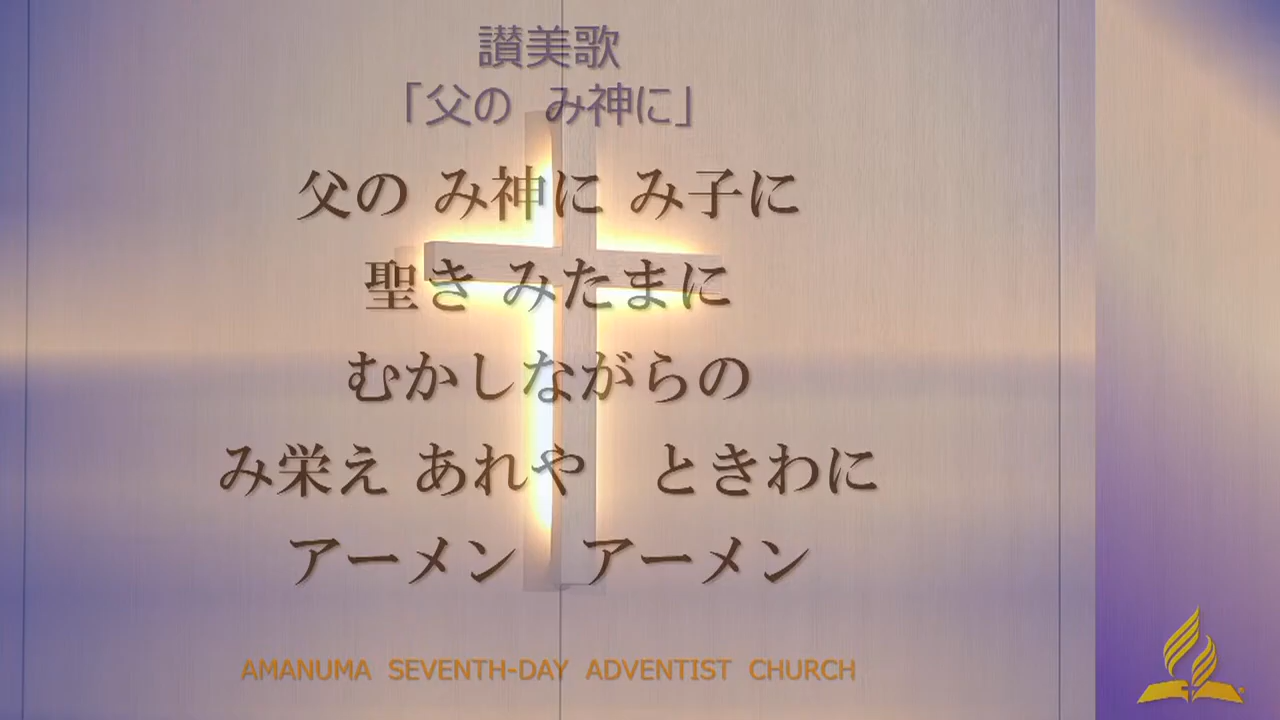 讃美歌
「父の　み神に」
父の み神に み子に
聖き みたまに
むかしながらの
み栄え あれや　ときわに
アーメン　アーメン
AMANUMA SEVENTH-DAY ADVENTIST CHURCH